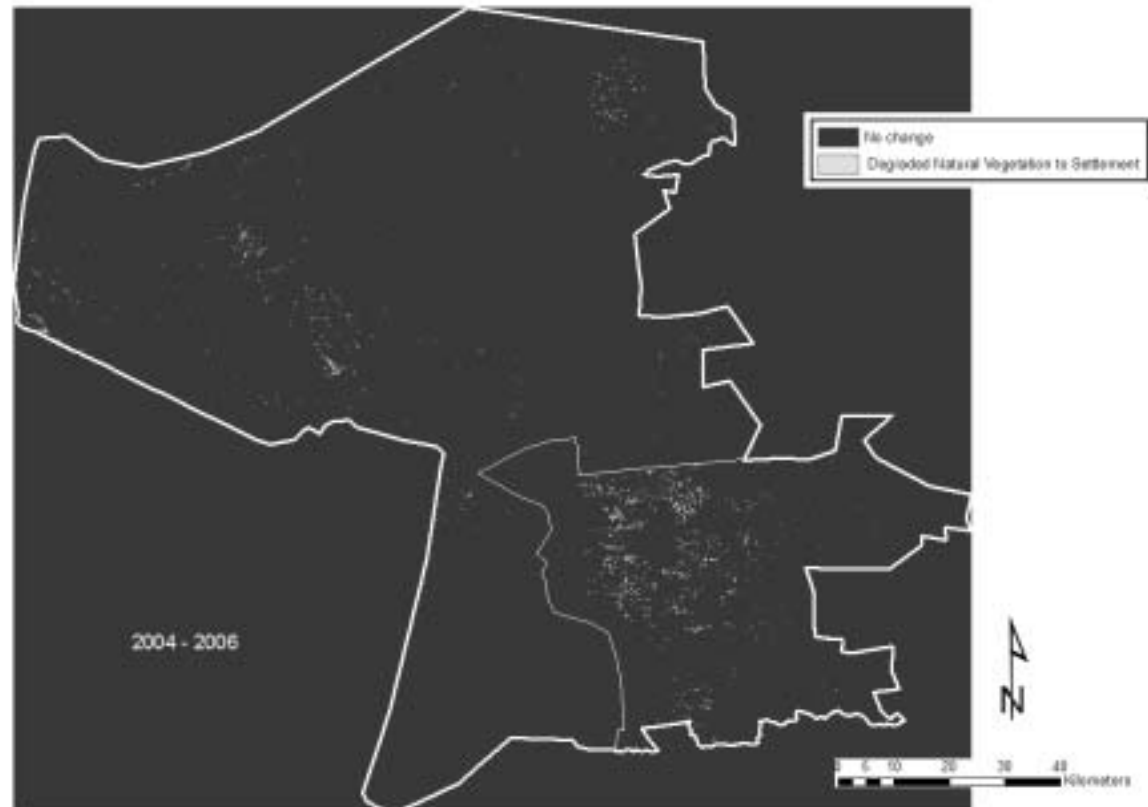 No change
Degraded Natural Vegetation to Settlement
2004 - 2006
N
0 5 10 20 30 40
Kilometers